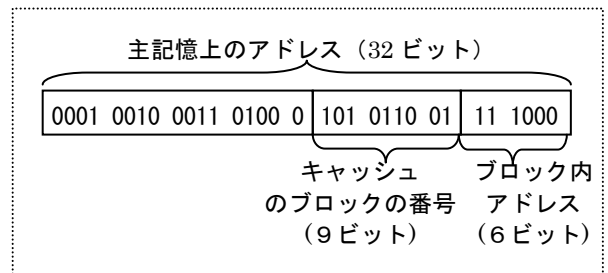 主記憶上のアドレス（32 ビット）
0001 0010 0011 0100 0 101 0110 01 11 1000
キャッシュ
のブロックの番号
（９ビット）
ブロック内
アドレス
（６ビット）